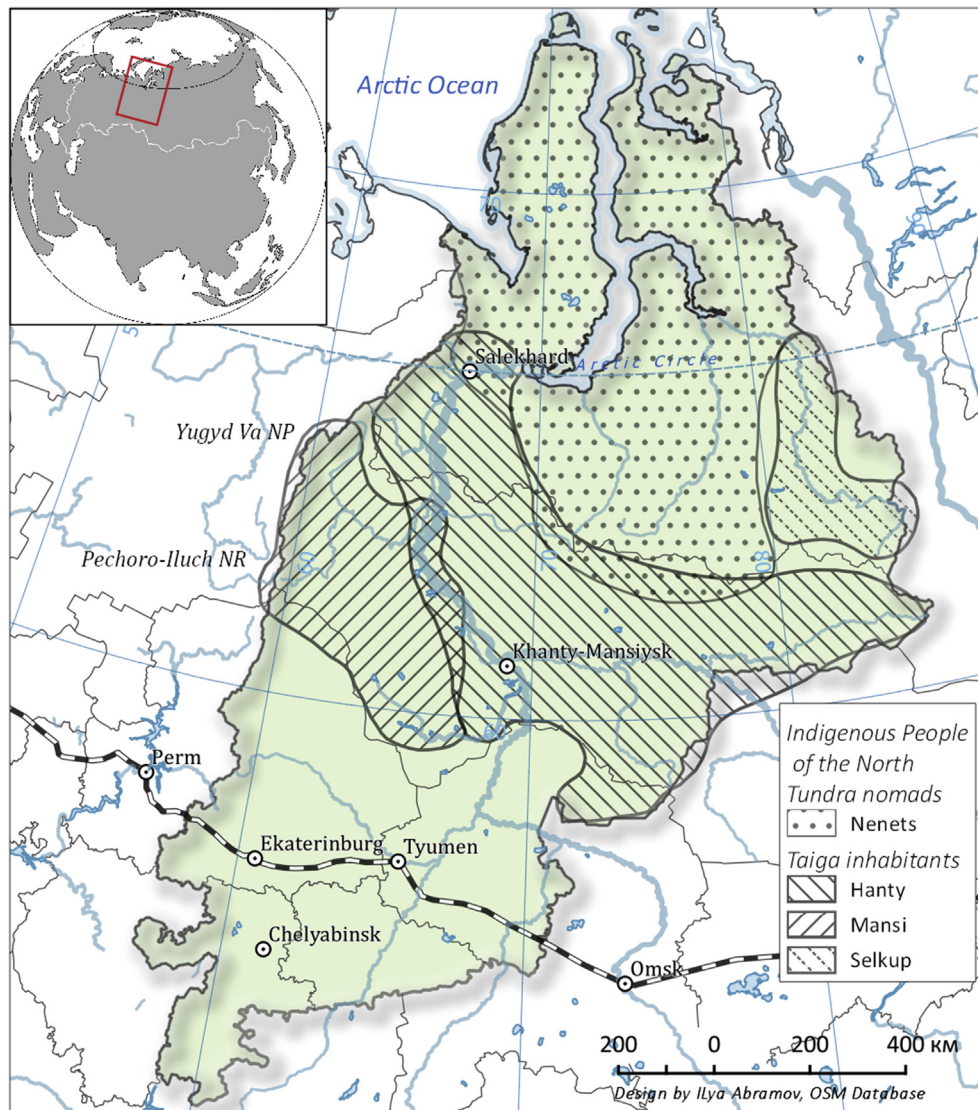 Arctic Ocean
70
Salekhard
Arctic Circle
Yugyd Va NP
Pechoro-Iluch NR
60
70
80
Khanty-Mansiysk
Perm
Ekaterinburg
Tyumen
Chelyabinsk
Omsk
Indigenous People
of the North
Tundra nomads
Nenets
Taiga inhabitants
Hanty
Mansi
Selkup
200 0 200 400 км
Design by ILya Abramov, OSM Database